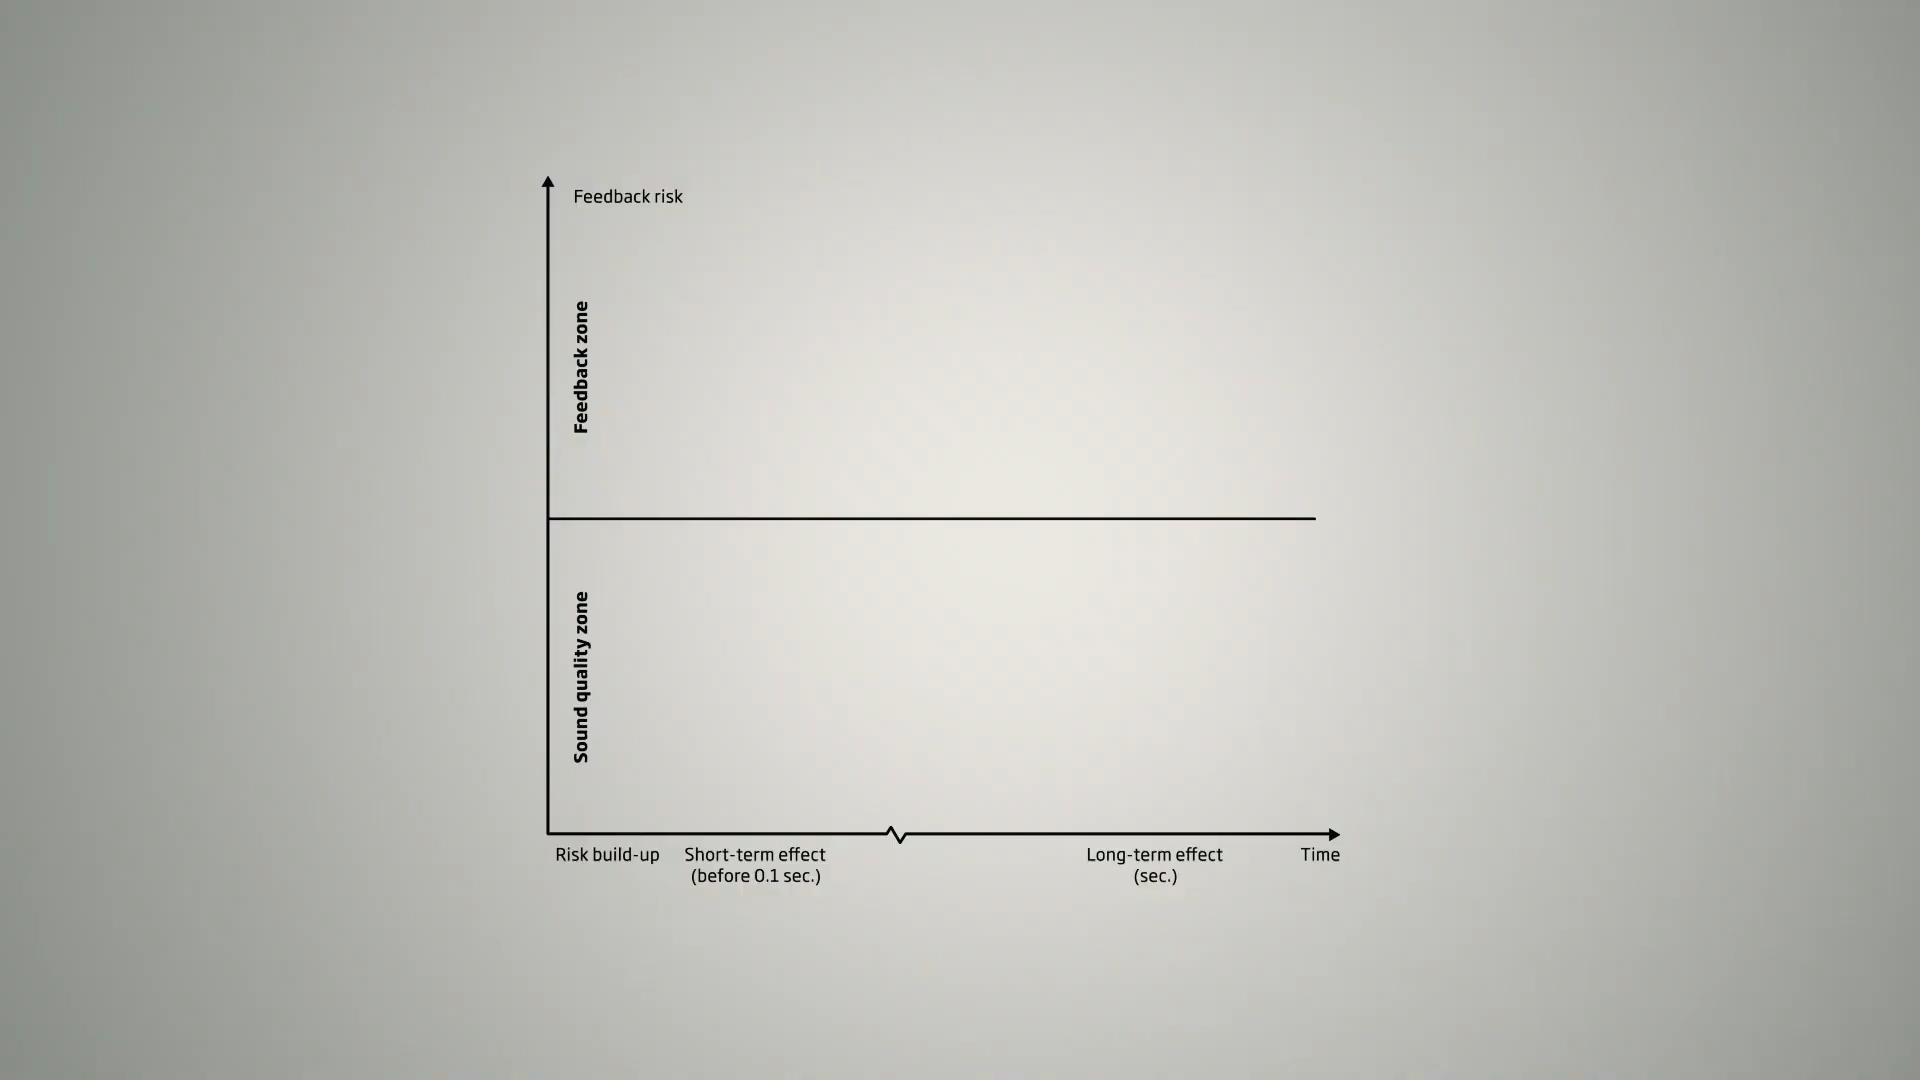 Feedback risk
Feedback zone
Sound quality zone
Risk build-up
Short-term effect
(before 0.1 sec.)
Long-term effect
(sec.)
Time